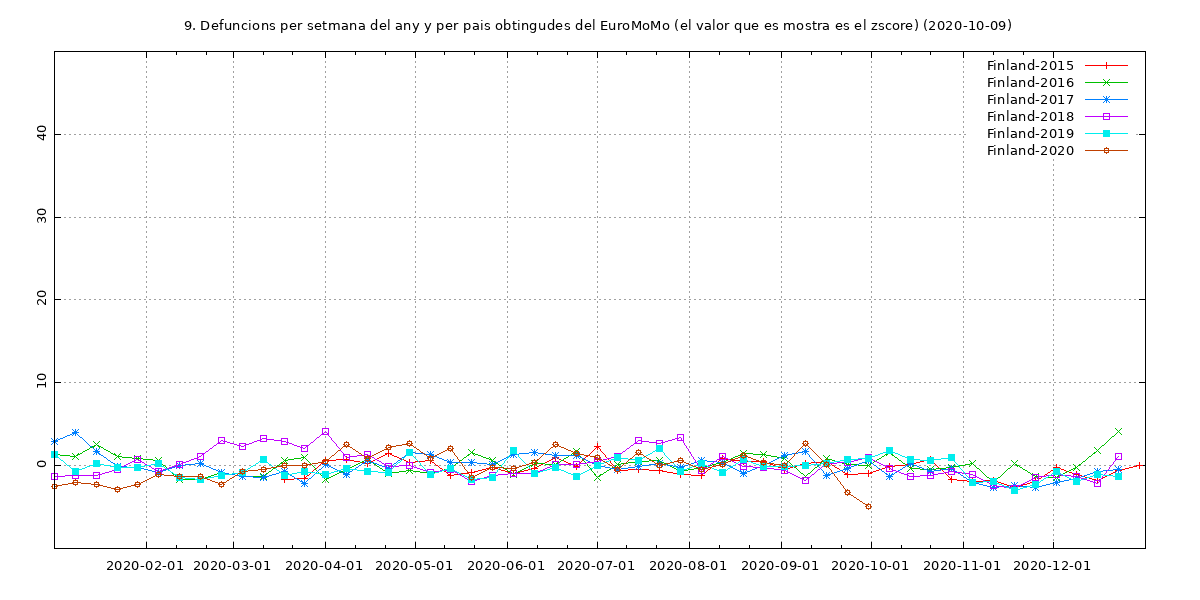 9. Defuncions per setmana del any y per pais obtingudes del EuroMoMo (el valor que es mostra es el zscore) (2020-10-09)
Finland-2015
Finland-2016
Finland-2017
Finland-2018
Finland-2019
Finland-2020
40
30
20
10
0
2020-02-01 2020-03-01 2020-04-01 2020-05-01 2020-06-01 2020-07-01 2020-08-01 2020-09-01 2020-10-01 2020-11-01 2020-12-01